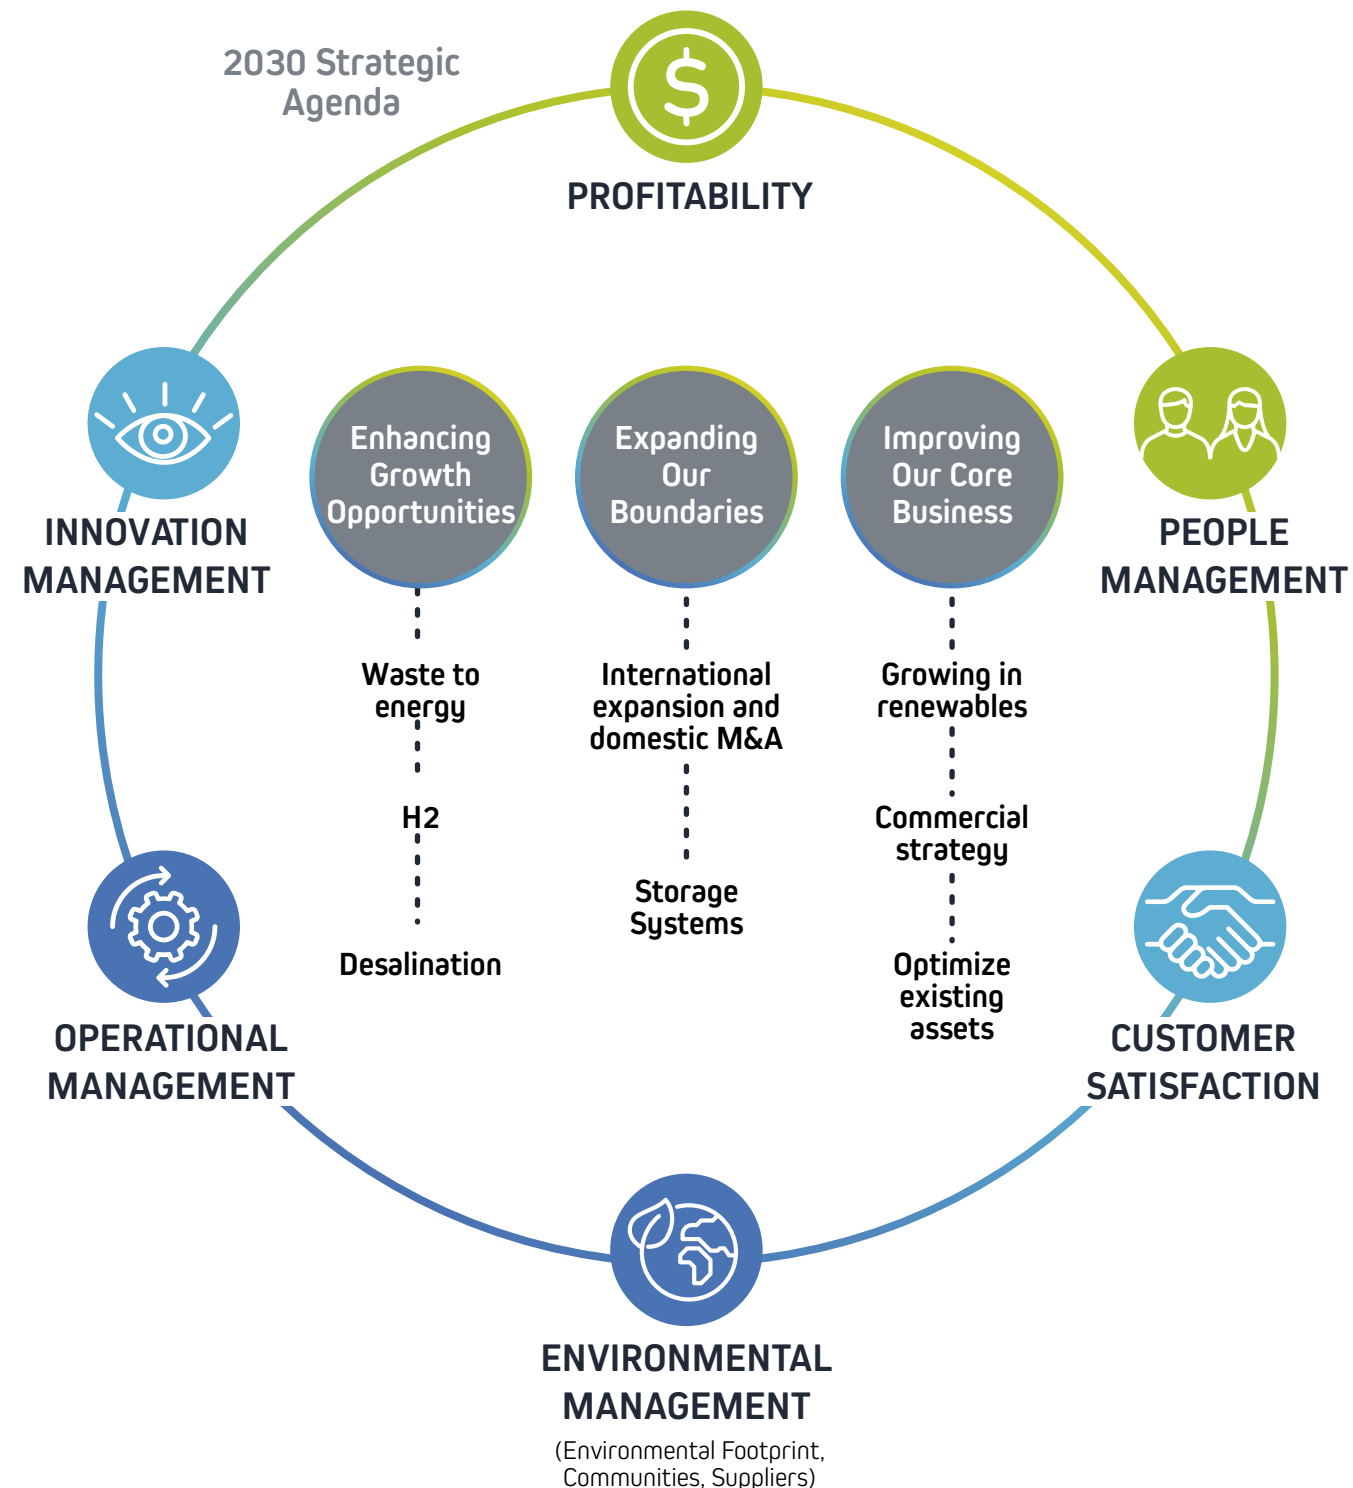 2030 Strategic
Agenda
PROFITABILITY
INNOVATION
MANAGEMENT
PEOPLE
MANAGEMENT
Enhancing
Growth
Opportunities
Waste to
energy
H2
Desalination
Expanding
Our
Boundaries
International
expansion and
domestic M&A
Storage
Systems
Improving
Our Core
Business
Growing in
renewables
Commercial
strategy
Optimize
existing
assets
OPERATIONAL
MANAGEMENT
CUSTOMER
SATISFACTION
ENVIRONMENTAL
MANAGEMENT
(Environmental Footprint,
Communities, Suppliers)